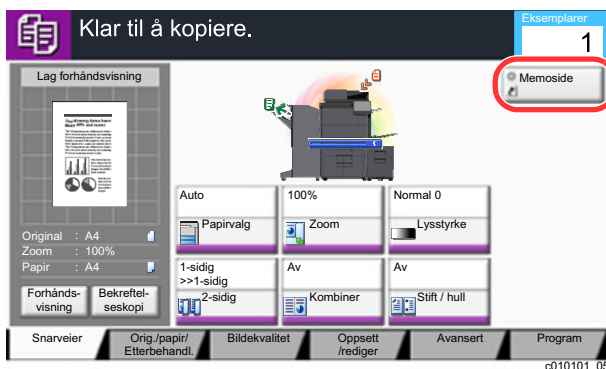 Klar til å kopiere.
Eksemplarer
1
Lag forhåndsvisning
Memoside
Original : A4
Zoom : 100%
Papir : A4
Forhånds-
visning
Bekreftel-
seskopi
Auto
Papirvalg
100%
Zoom
Normal 0
Lysstyrke
1-sidig
>>1-sidig
2-sidig
Av
Kombiner
Av
Stift / hull
Snarveier
Orig./papir/
Etterbehandl.
Bildekvalitet
Oppsett
/rediger
Avansert
Program
c010101_05